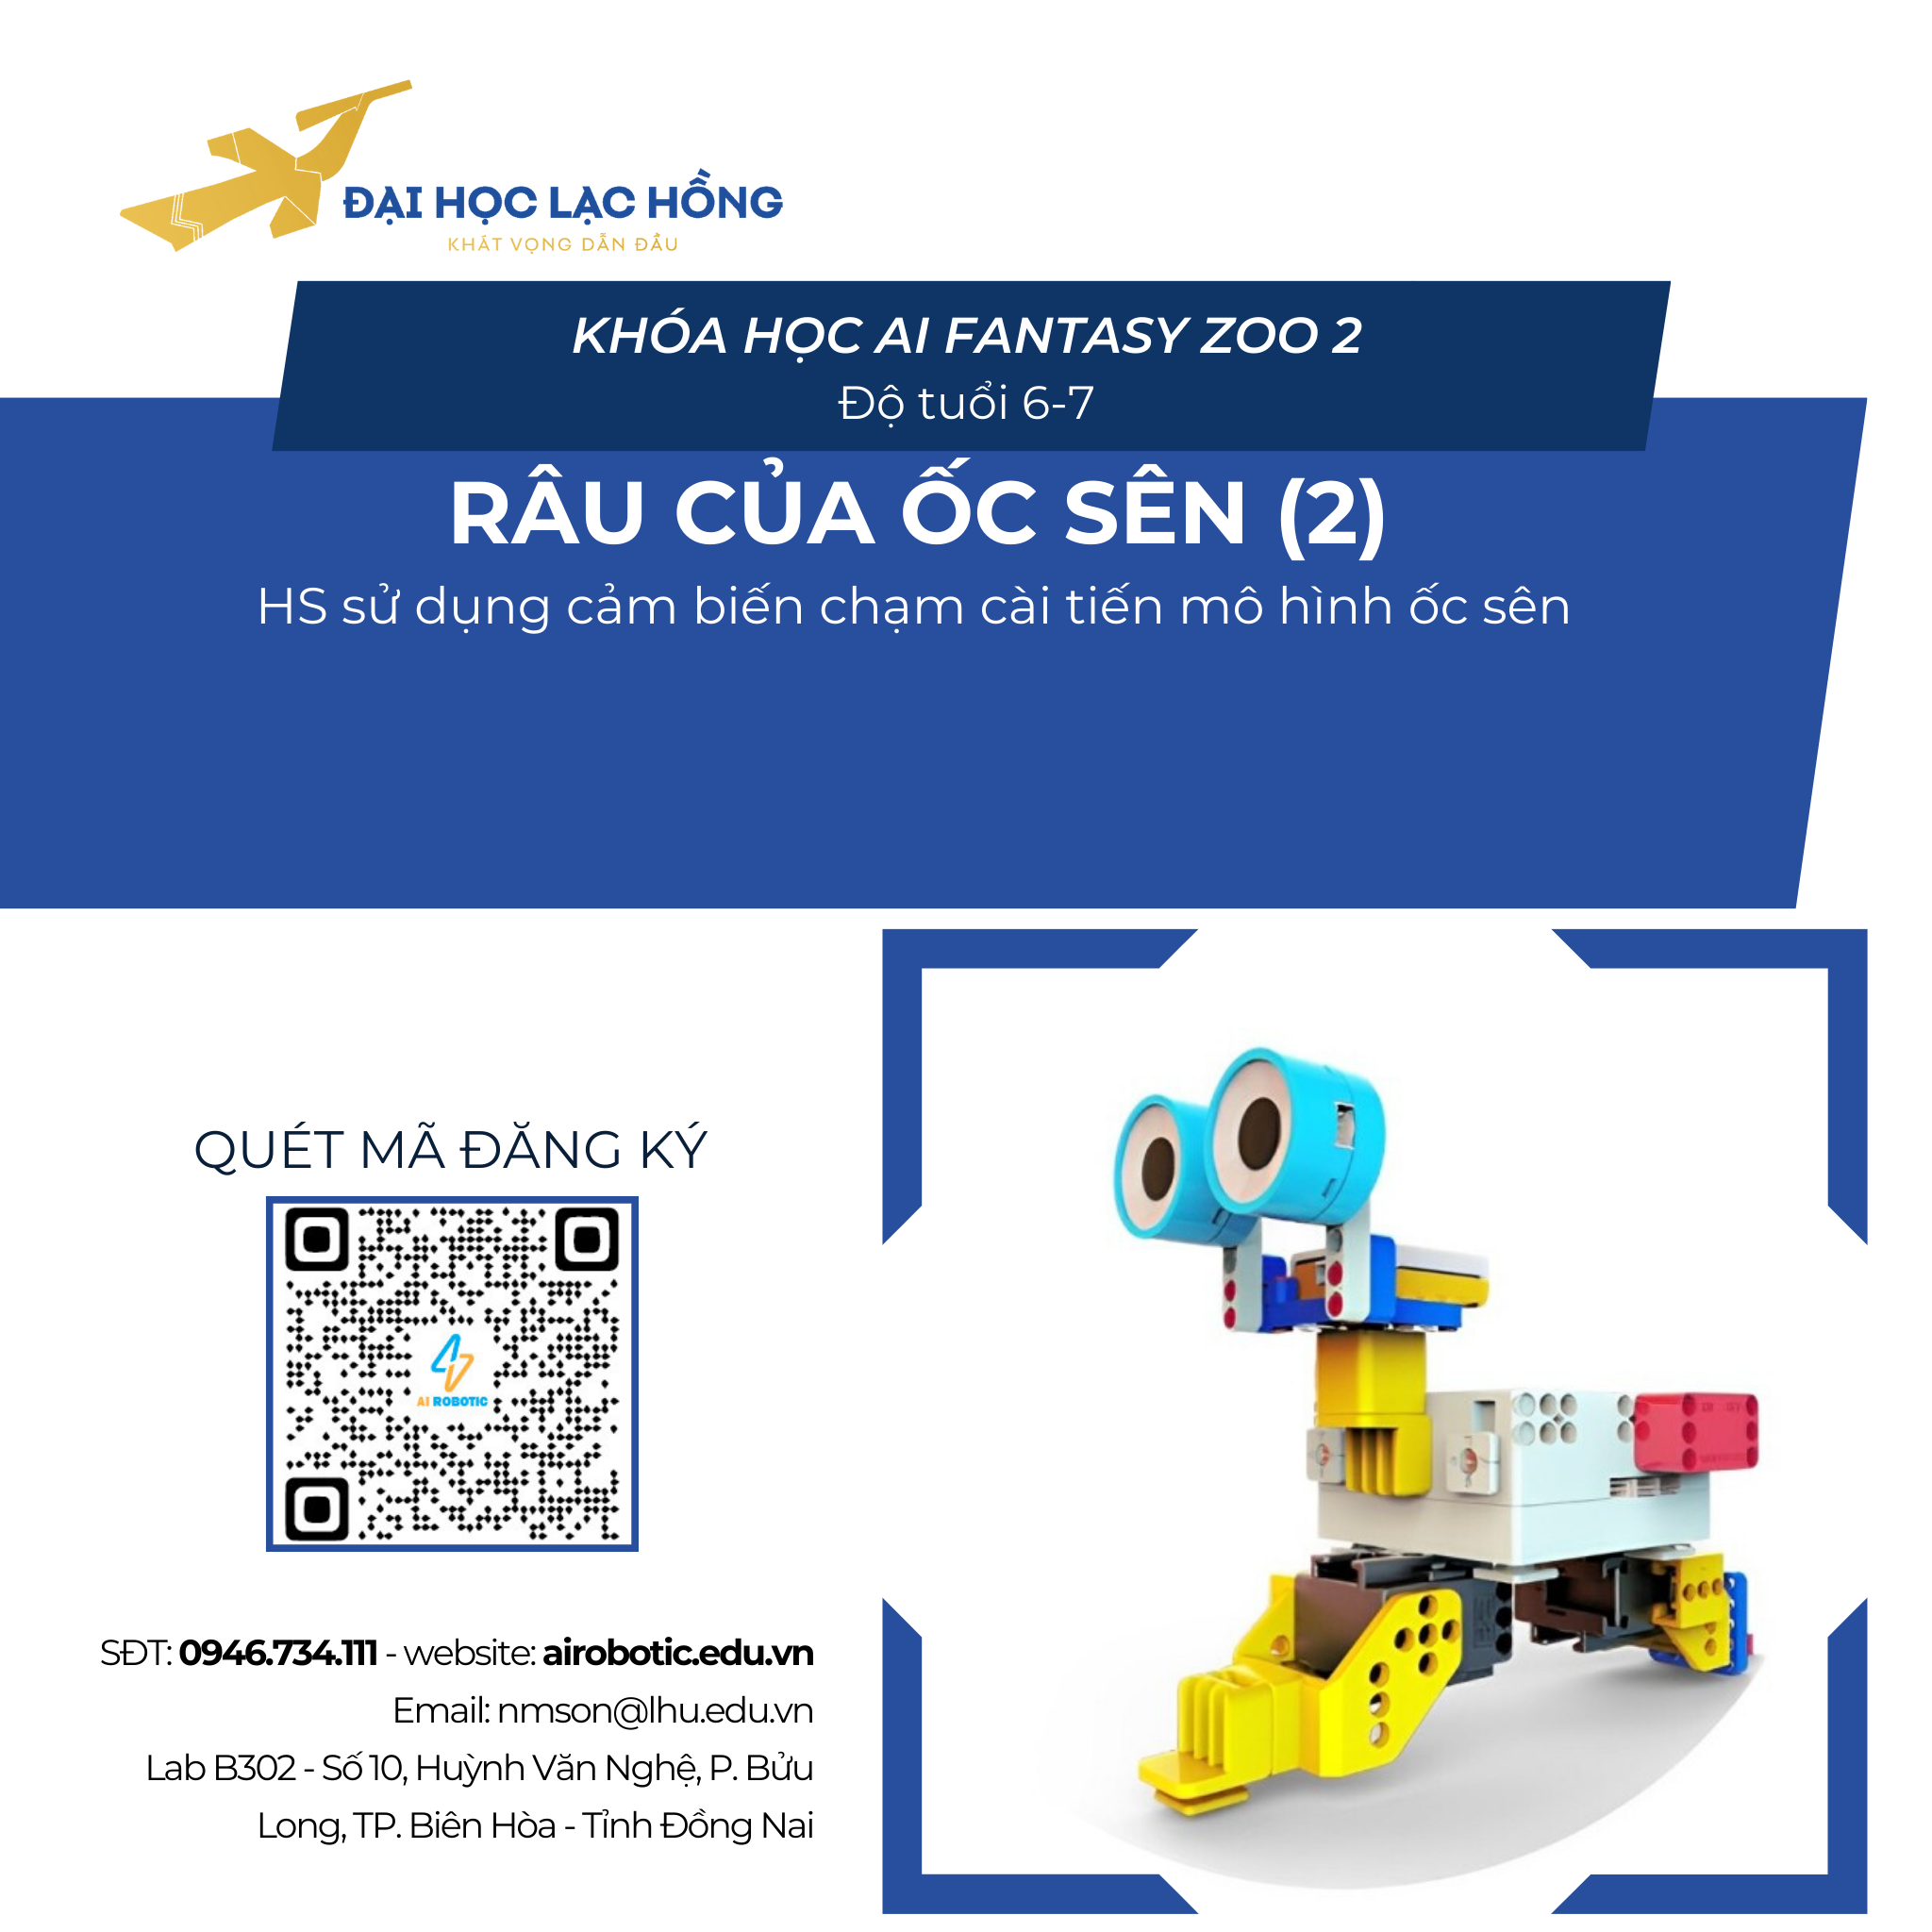 ĐẠI HỌC LẠC HỒNG
KHÁT VỌNG DẪN ĐẦU
KHÓA HỌC AI FANTASY ZOO 2
Độ tuổi 6-7
RÂU CỦA ỐC SÊN (2)
HS sử dụng cảm biến chạm cài tiến mô hình ốc sên
QUÉT MÃ ĐĂNG KÝ
AI ROBOTIC
SĐT: 0946.734.111 - website: airobotic.edu.vn
Email: nmson@lhu.edu.vn
Lab B302 - Số 10, Huỳnh Văn Nghệ, P. Bửu
Long, TP. Biên Hòa - Tỉnh Đồng Nai